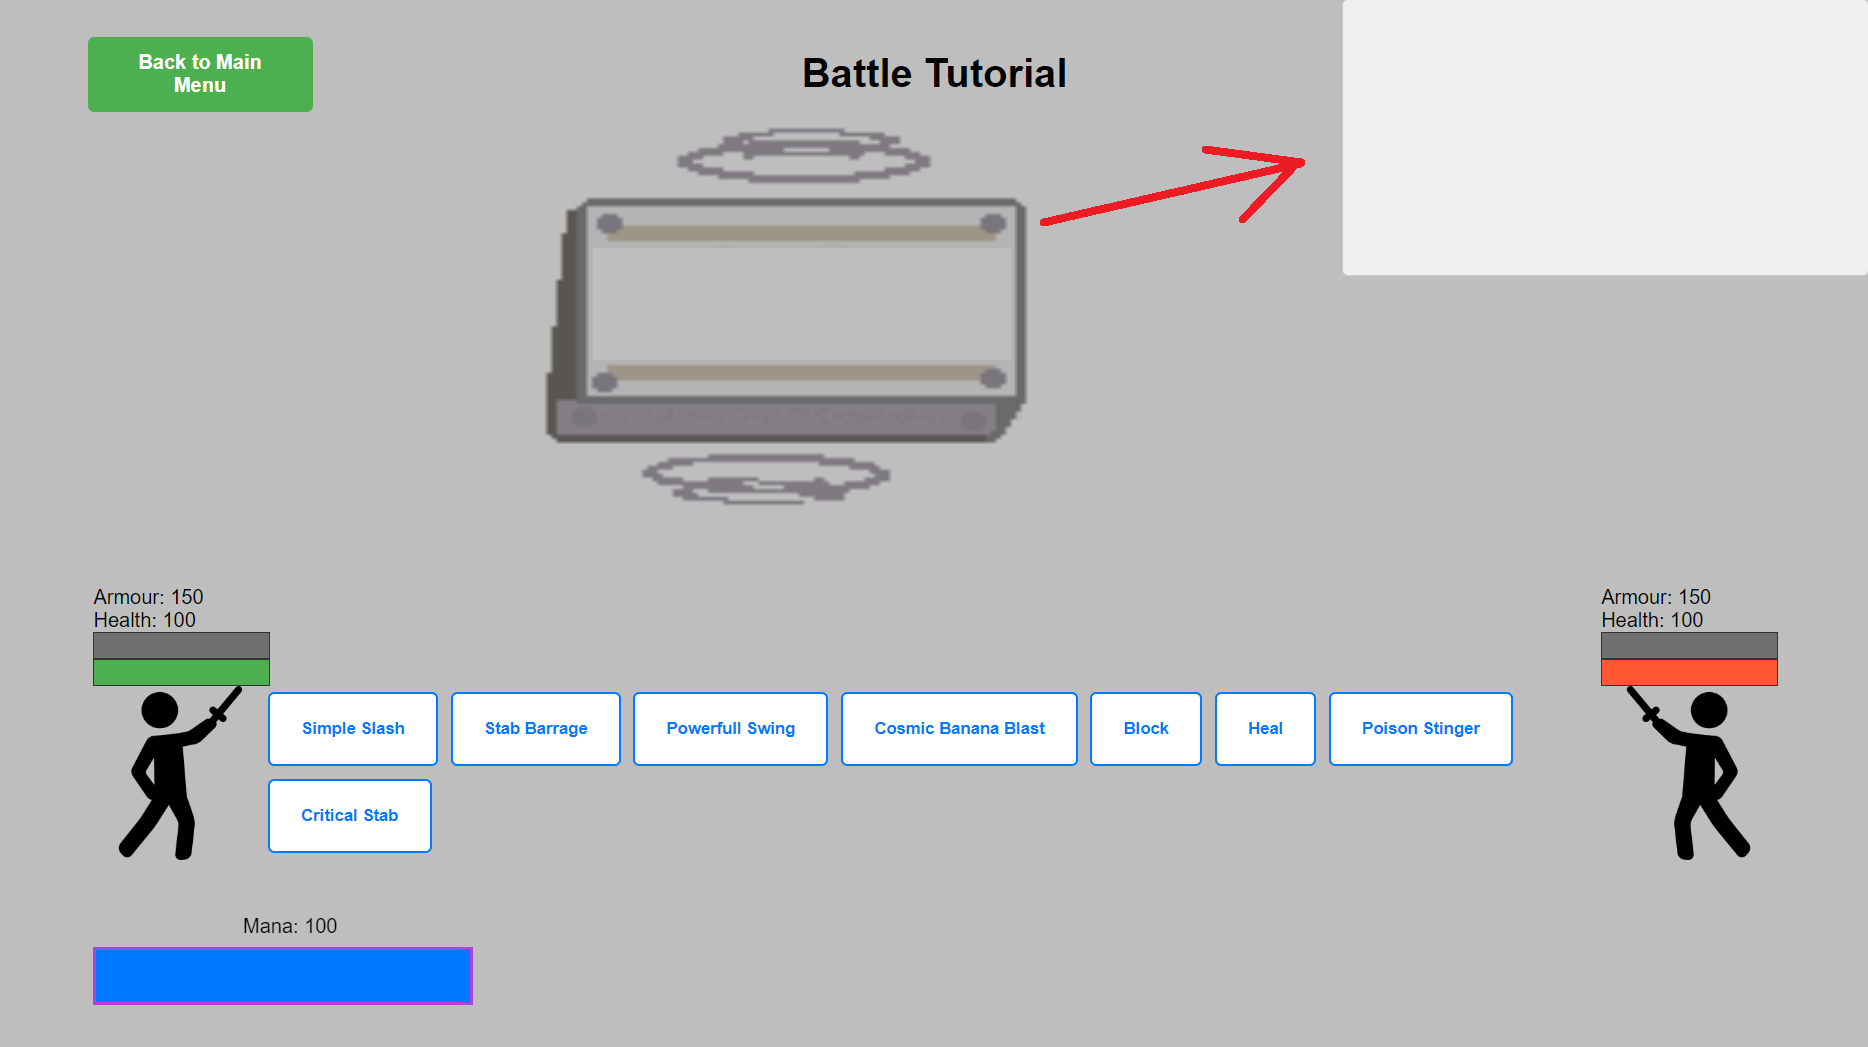 Back to Main
Menu
Battle Tutorial
Armour: 150
Health: 100
Armour: 150
Health: 100
Simple Slash
Stab Barrage
Powerfull Swing
Cosmic Banana Blast
Block
Heal
Poison Stinger
Critical Stab
Mana: 100